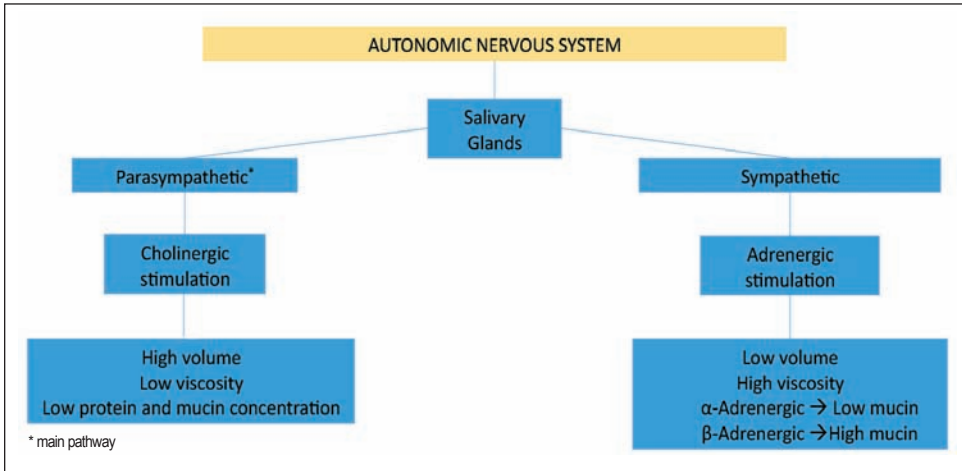 AUTONOMIC NERVOUS SYSTEM
Salivary
Glands
Parasympathetic*
Sympathetic
Cholinergic
stimulation
Adrenergic
stimulation
High volume
Low viscosity
Low protein and mucin concentration
Low volume
High viscosity
α-Adrenergic → Low mucin
β-Adrenergic →High mucin
* main pathway